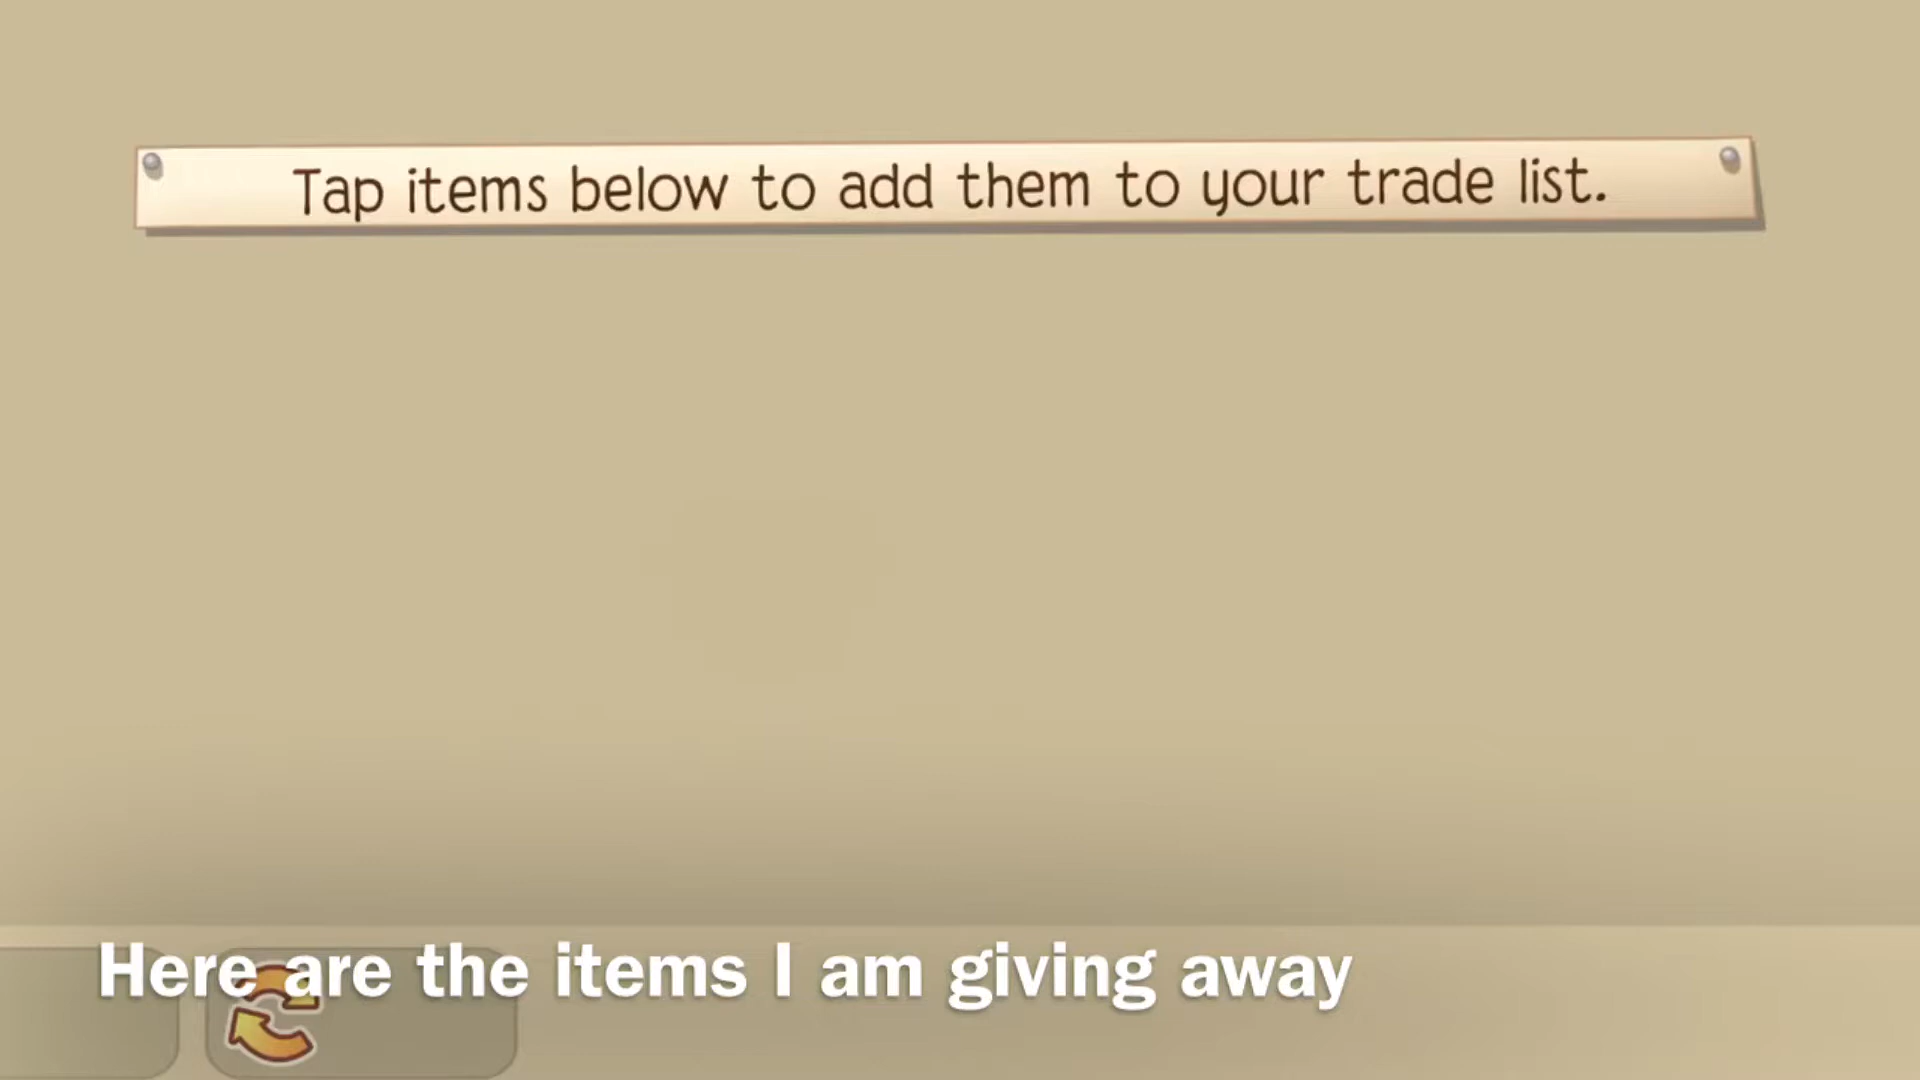 Tap items below to add them to your trade list.
Here are the items I am giving away